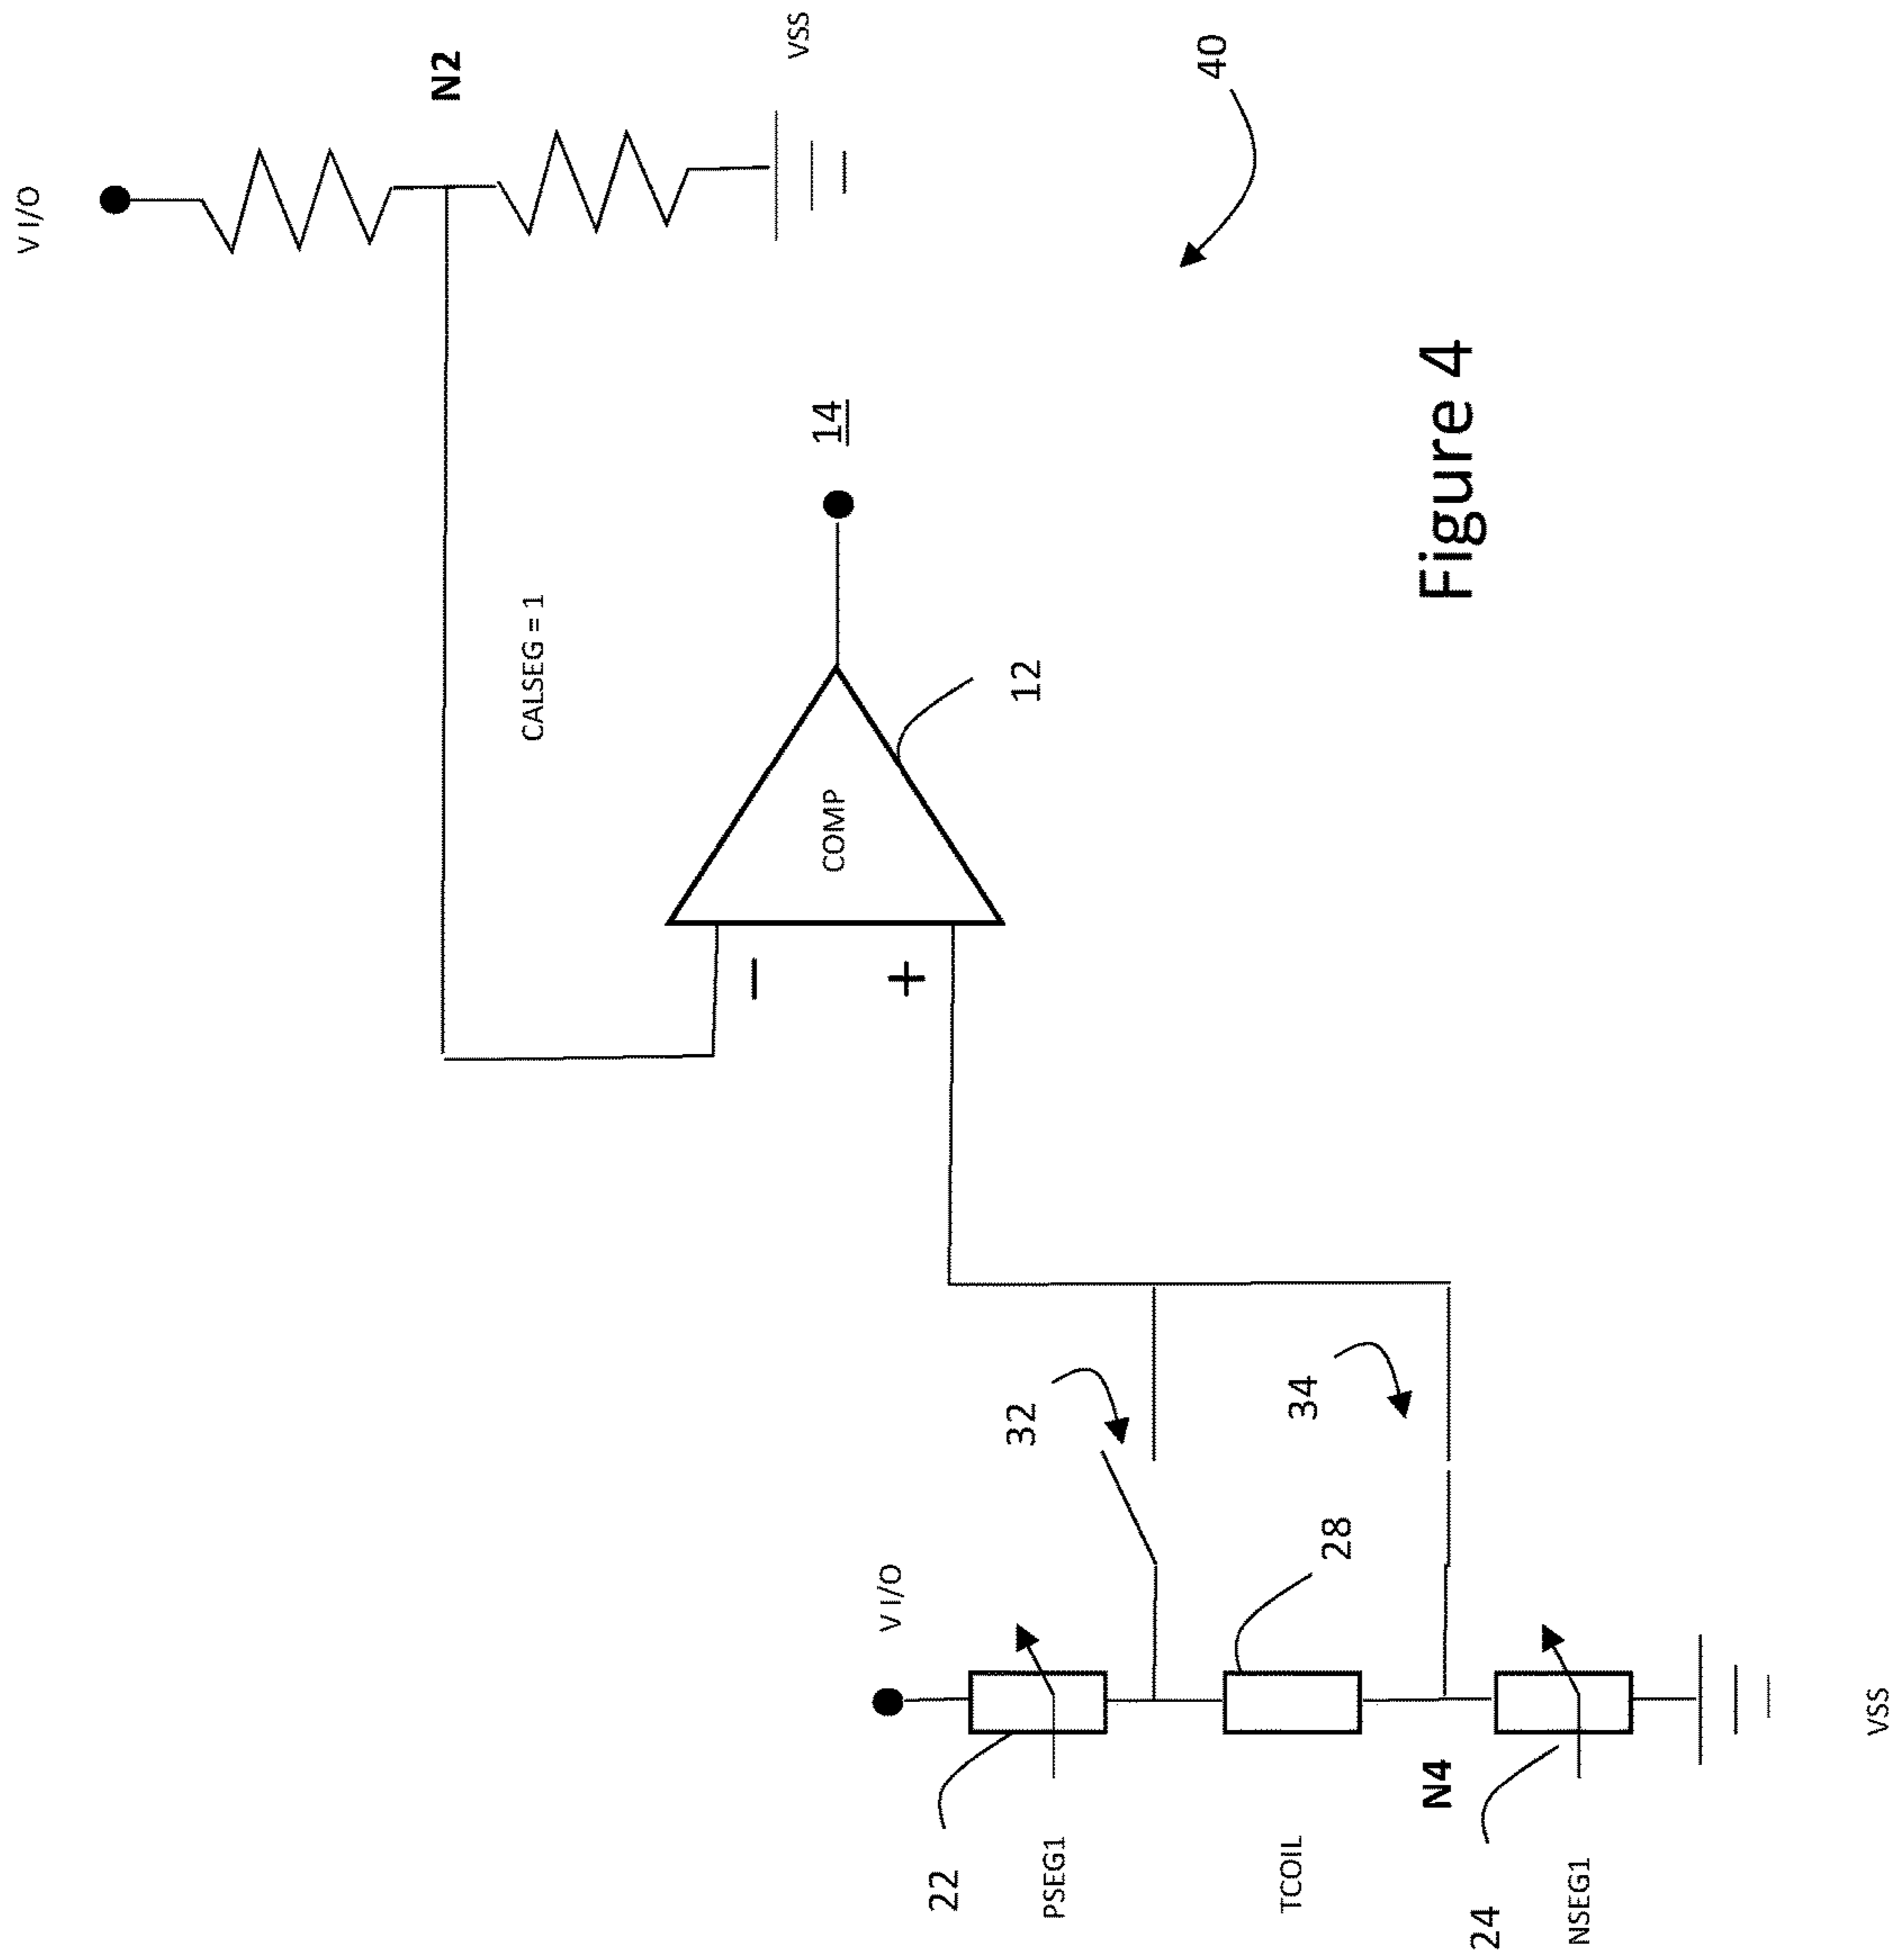 V I/O
N2
VSS
40
CALSEG = 1
14
COMP
12
−
+
V I/O
32
34
28
22
PSEG1
TCOIL
N4
24
NSEG1
VSS
Figure 4